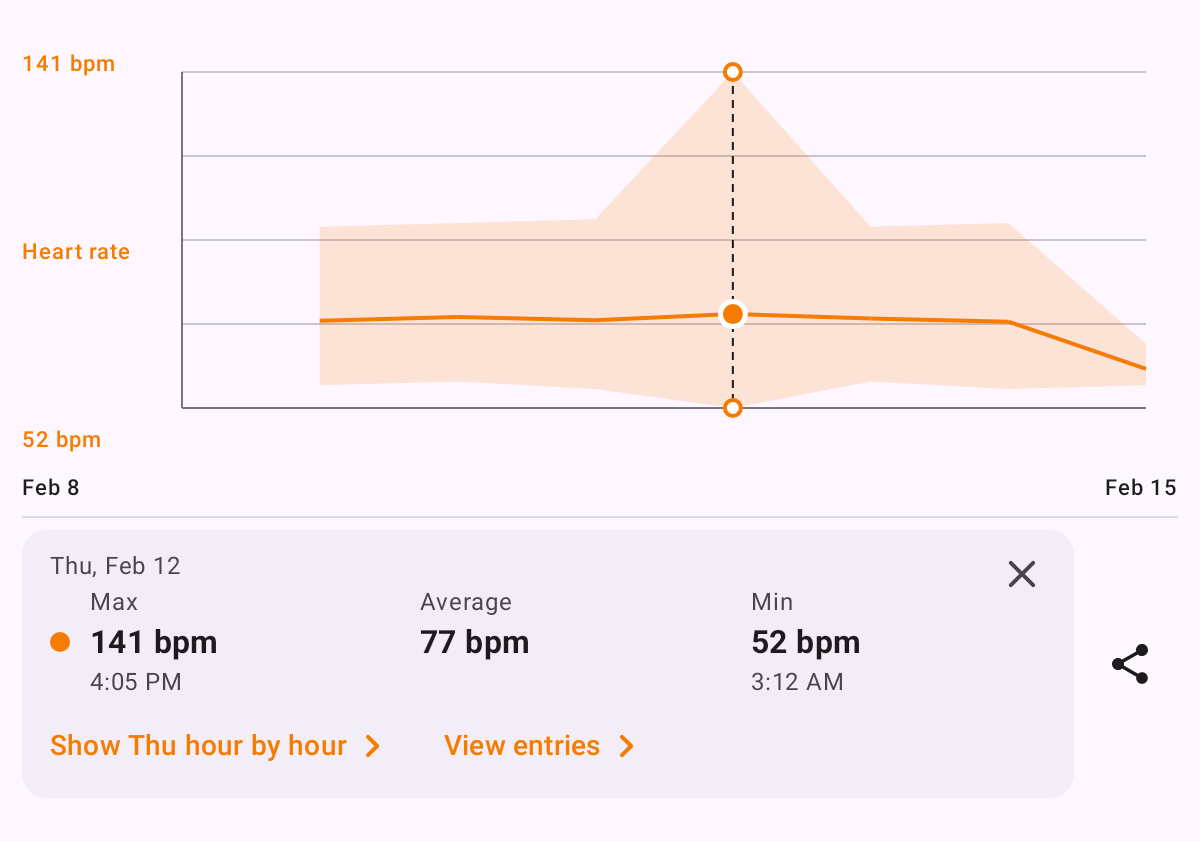 141 bpm
Heart rate
52 bpm
Feb 8 Feb 15
Thu, Feb 12
Max Average Min
141 bpm 77 bpm 52 bpm
4:05 PM 3:12 AM
Show Thu hour by hour View entries